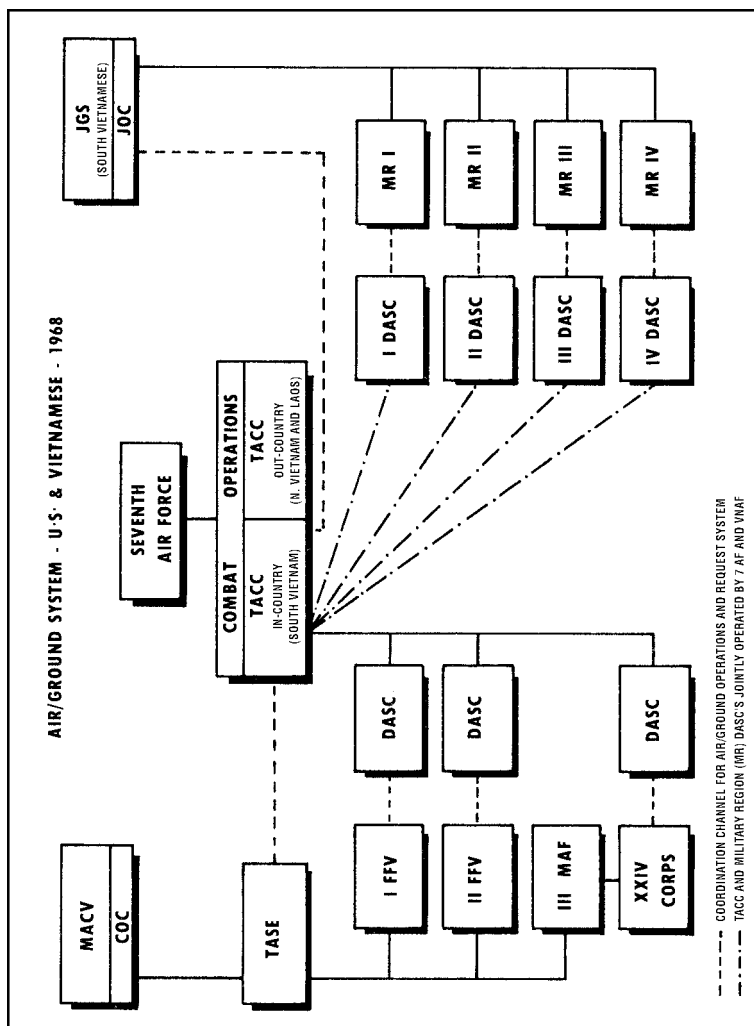 AIR/GROUND SYSTEM - U·S· & VIETNAMESE - 1968
MACV
COC
SEVENTH
AIR FORCE
JGS
(SOUTH VIETNAMESE)
JOC
TASE
COMBAT OPERATIONS
TACC
IN-COUNTRY
(SOUTH VIETNAM)
TACC
OUT-COUNTRY
(N. VIETNAM AND LAOS)
I FFV
DASC
I DASC
MR I
II FFV
DASC
II DASC
MR II
III MAF
III DASC
MR III
XXIV
CORPS
DASC
IV DASC
MR IV
COORDINATION CHANNEL FOR AIR/GROUND OPERATIONS AND REQUEST SYSTEM
TACC AND MILITARY REGION (MR) DASC'S JOINTLY OPERATED BY 7 AF AND VNAF